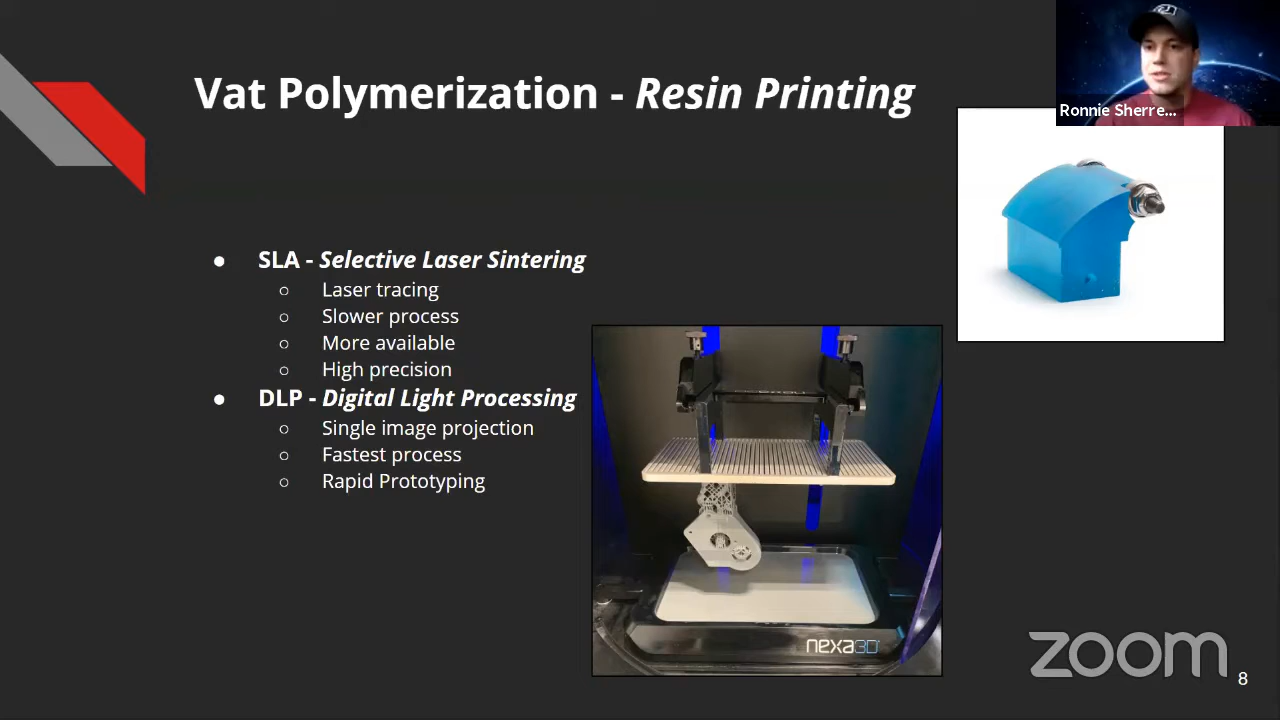 Vat Polymerization - Resin Printing
Ronnie Sherre...
● SLA - Selective Laser Sintering
○ Laser tracing
○ Slower process
○ More available
○ High precision
● DLP - Digital Light Processing
○ Single image projection
○ Fastest process
○ Rapid Prototyping
nexa3D
zoom
8